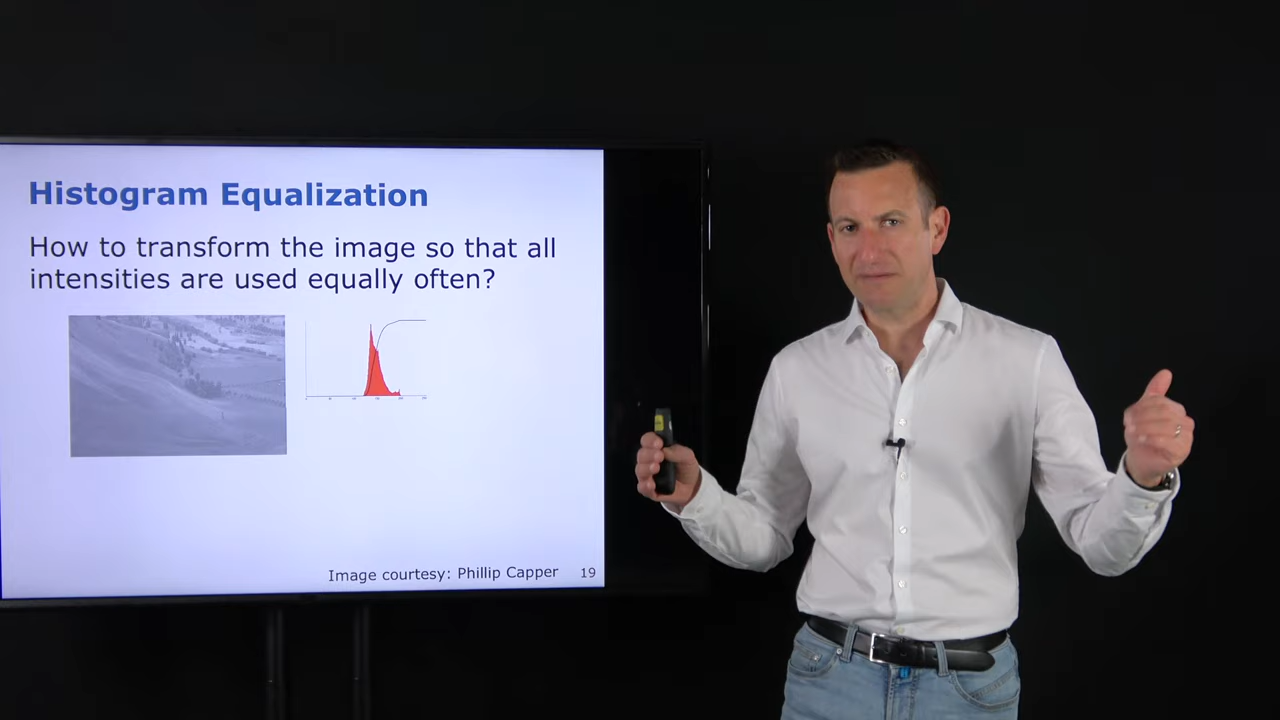 Histogram Equalization
How to transform the image so that all
intensities are used equally often?
Image courtesy: Phillip Capper 19